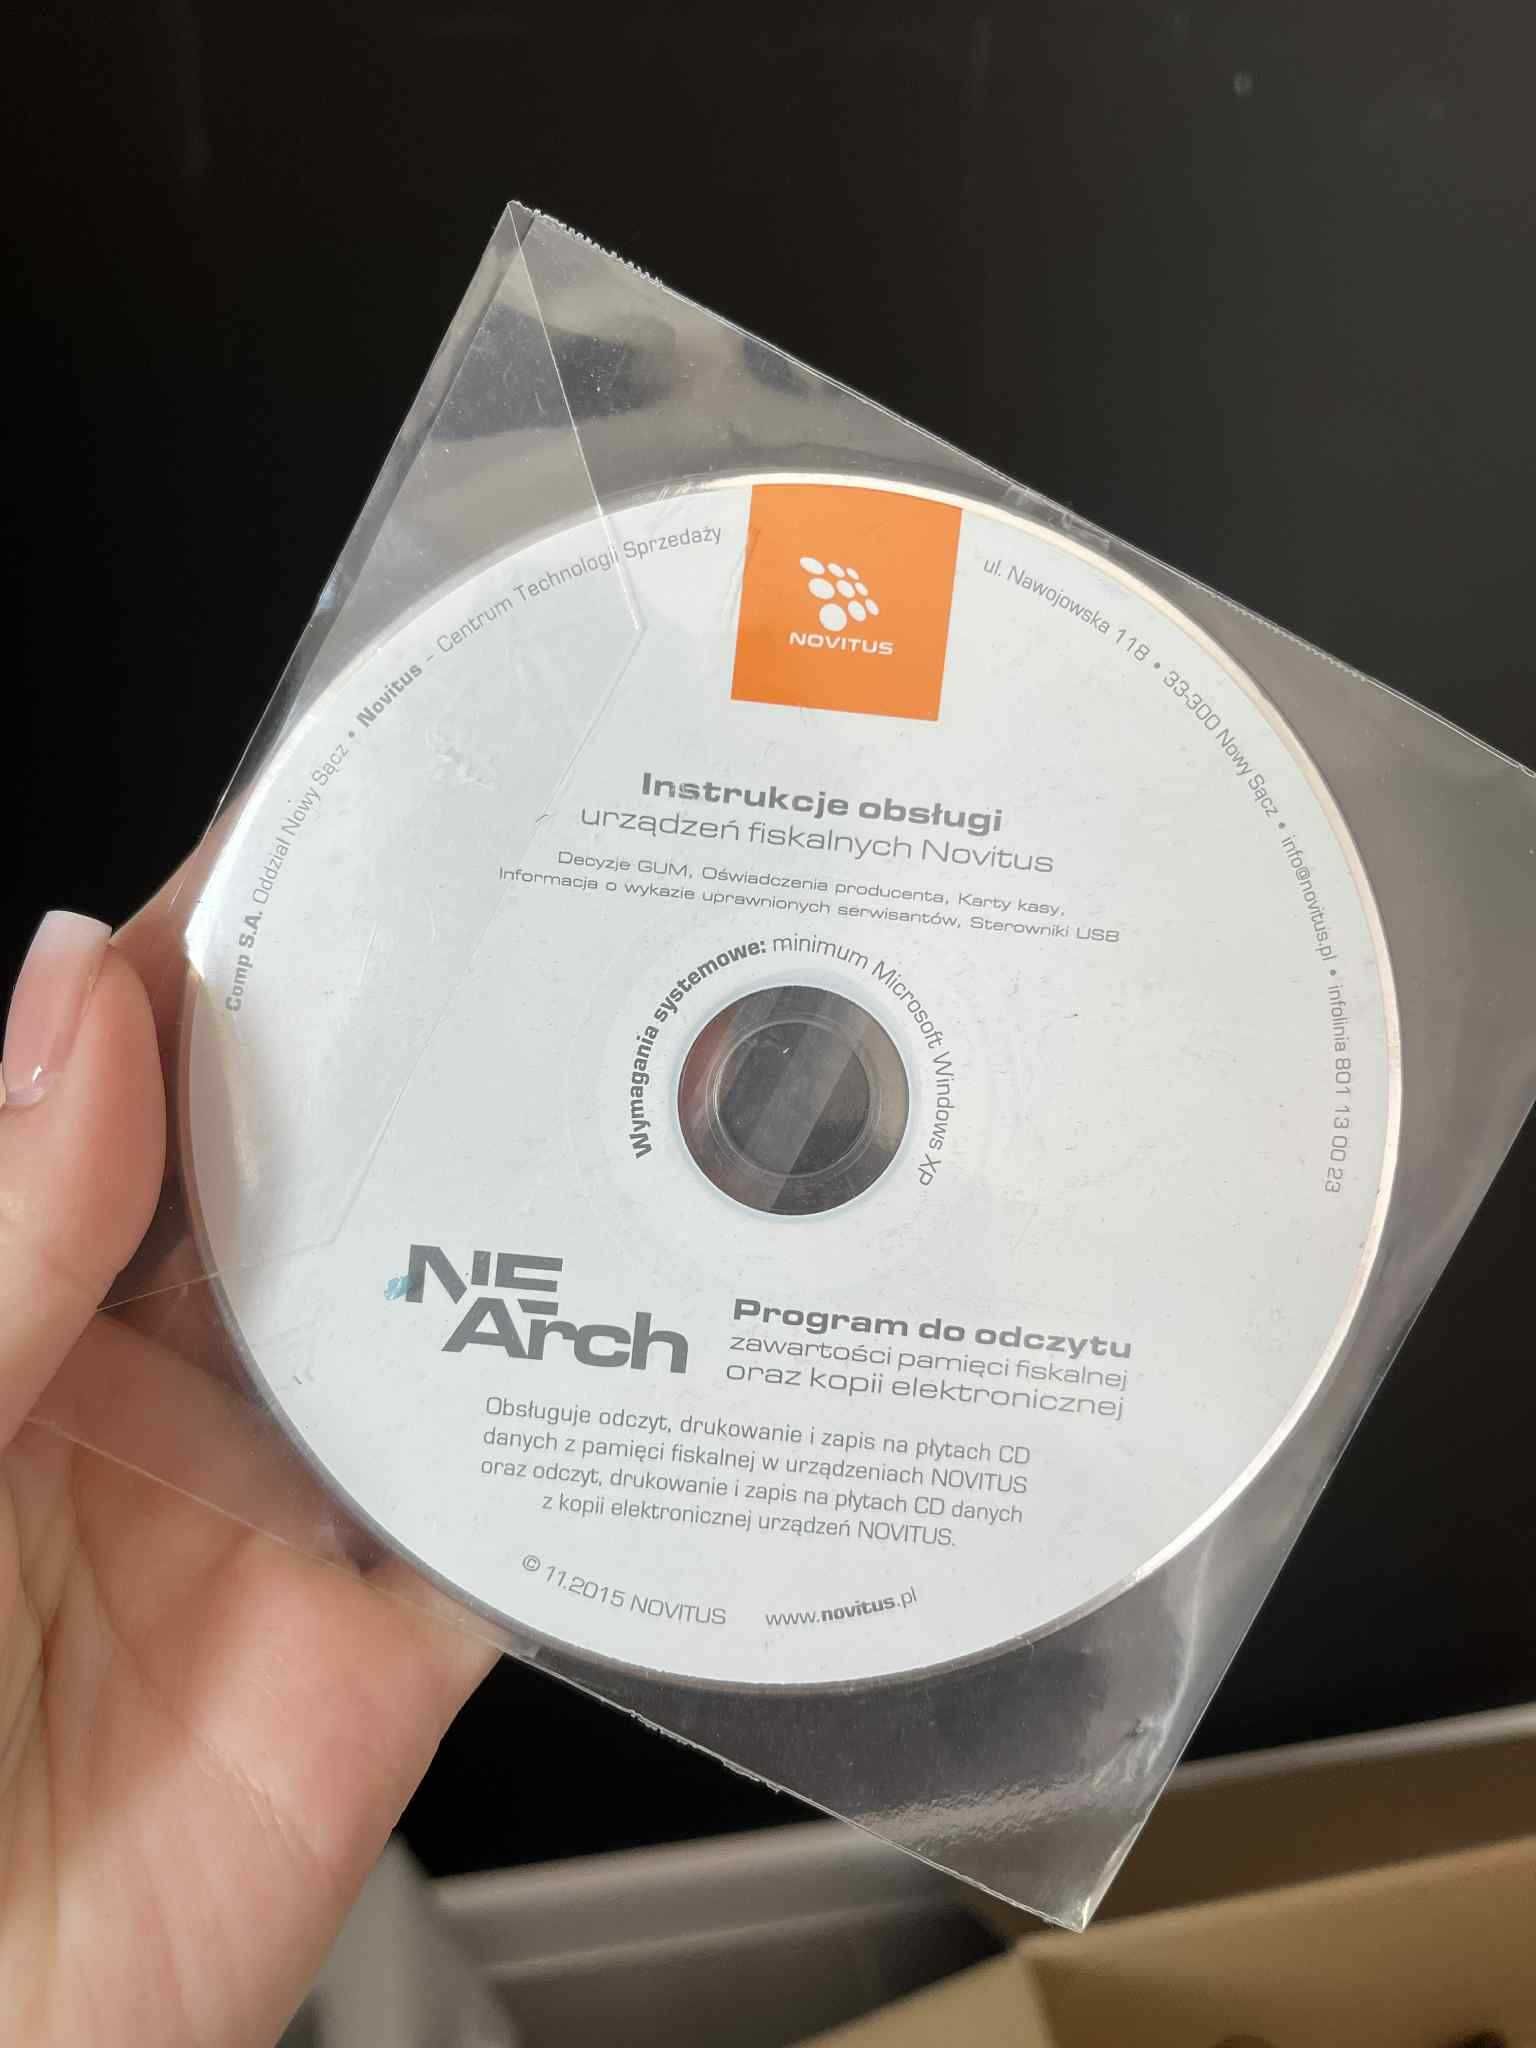 Comp S.A. Oddział Nowy Sącz • Novitus – Centrum Technologii Sprzedaży
NOVITUS
ul. Nawojowska 118 • 33-300 Nowy Sącz • info@novitus.pl • infolinia 801 13 00 23
Instrukcje obsługi
urządzeń fiskalnych Novitus
Decyzje GUM, Oświadczenia producenta, Karty kasy,
Informacja o wykazie uprawnionych serwisantów, Sterowniki USB
Wymagania systemowe: minimum Microsoft Windows Xp
NE
Arch
Program do odczytu
zawartości pamięci fiskalnej
oraz kopii elektronicznej
Obsługuje odczyt, drukowanie i zapis na płytach CD
danych z pamięci fiskalnej w urządzeniach NOVITUS
oraz odczyt, drukowanie i zapis na płytach CD danych
z kopii elektronicznej urządzeń NOVITUS.
© 11.2015 NOVITUS
www.novitus.pl